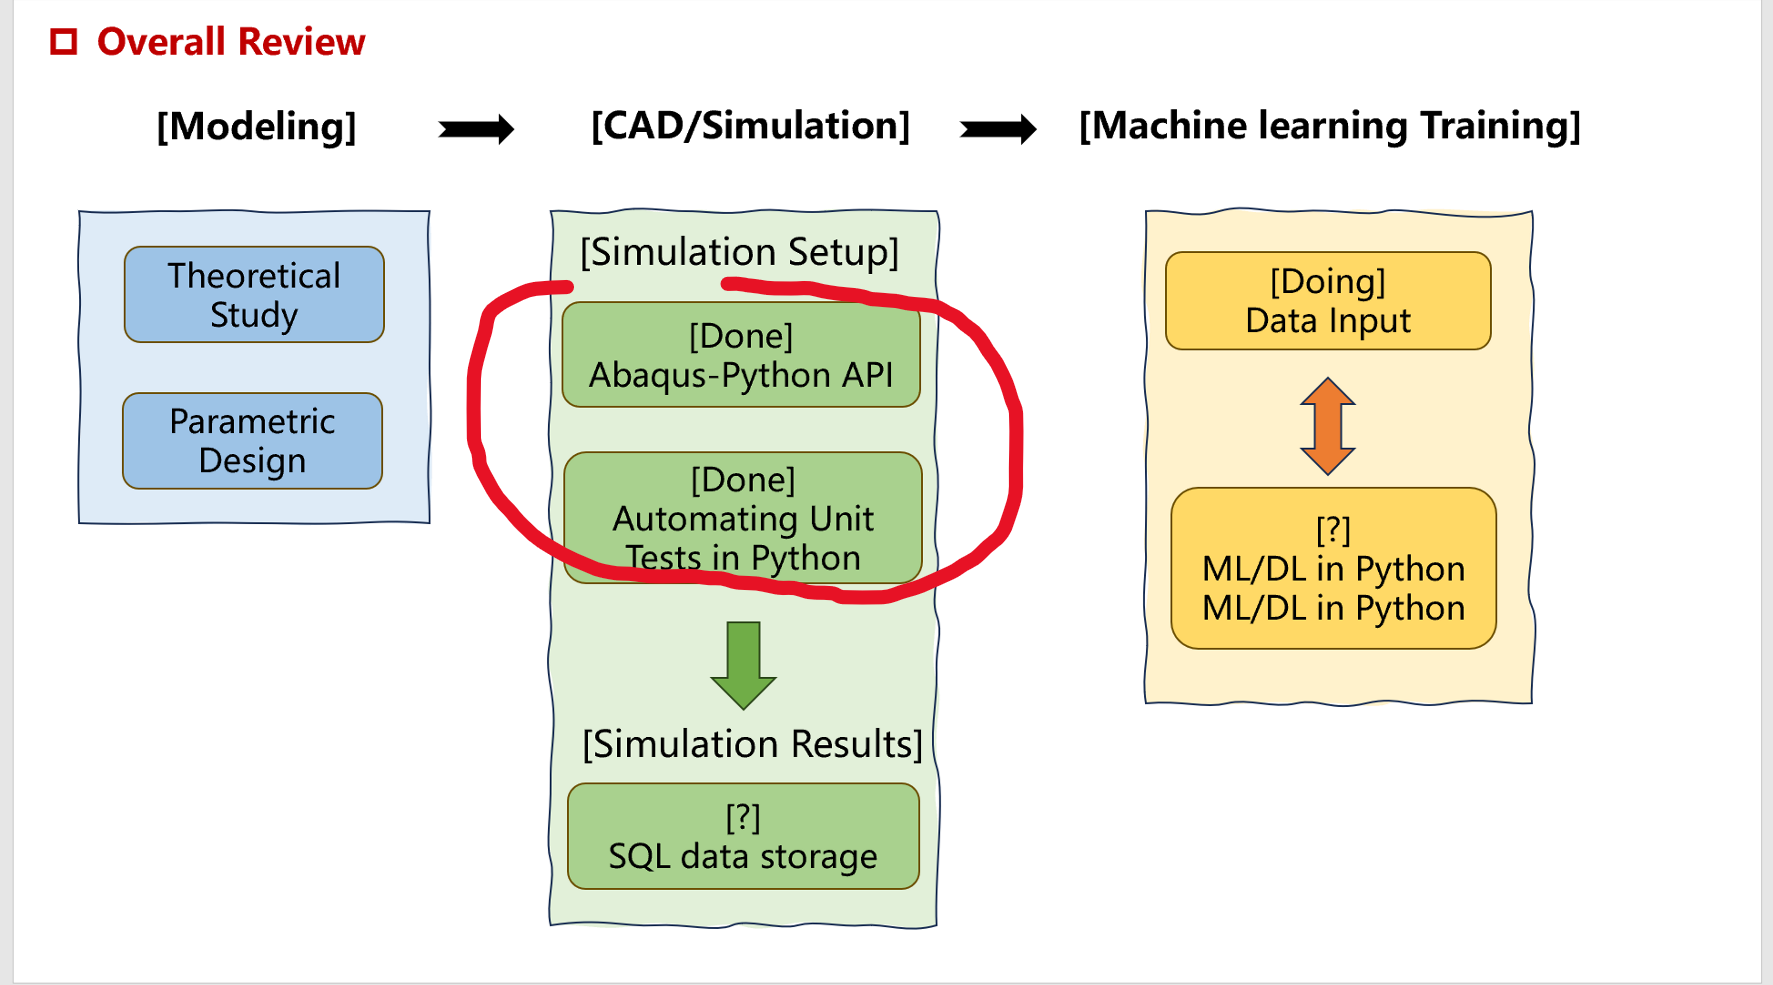 Overall Review
[Modeling]
[CAD/Simulation]
[Machine learning Training]
Theoretical
Study
Parametric
Design
[Simulation Setup]
[Done]
Abaqus-Python API
[Done]
Automating Unit
Tests in Python
[Simulation Results]
[?]
SQL data storage
[Doing]
Data Input
[?]
ML/DL in Python
ML/DL in Python